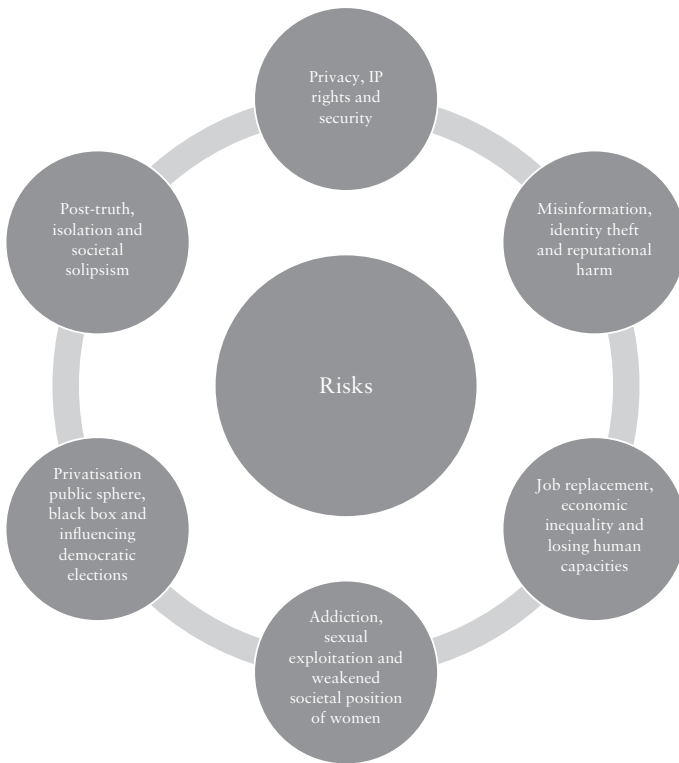 Privacy, IP
rights and
security
Post-truth,
isolation and
societal
solipsism
Misinformation,
identity theft
and reputational
harm
Risks
Privatisation
public sphere,
black box and
influencing
democratic
elections
Job replacement,
economic
inequality and
losing human
capacities
Addiction,
sexual
exploitation and
weakened
societal position
of women